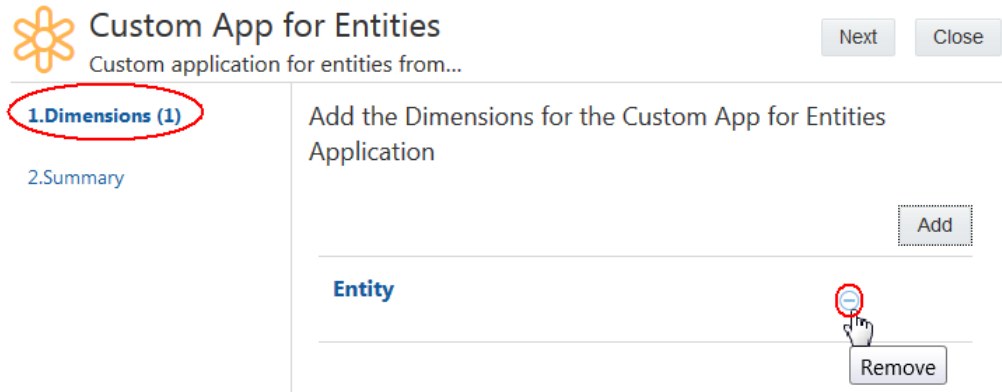 Custom App for Entities
Custom application for entities from...
Next
Close
1.Dimensions (1)
2.Summary
Add the Dimensions for the Custom App for Entities
Application
Add
Entity
Remove